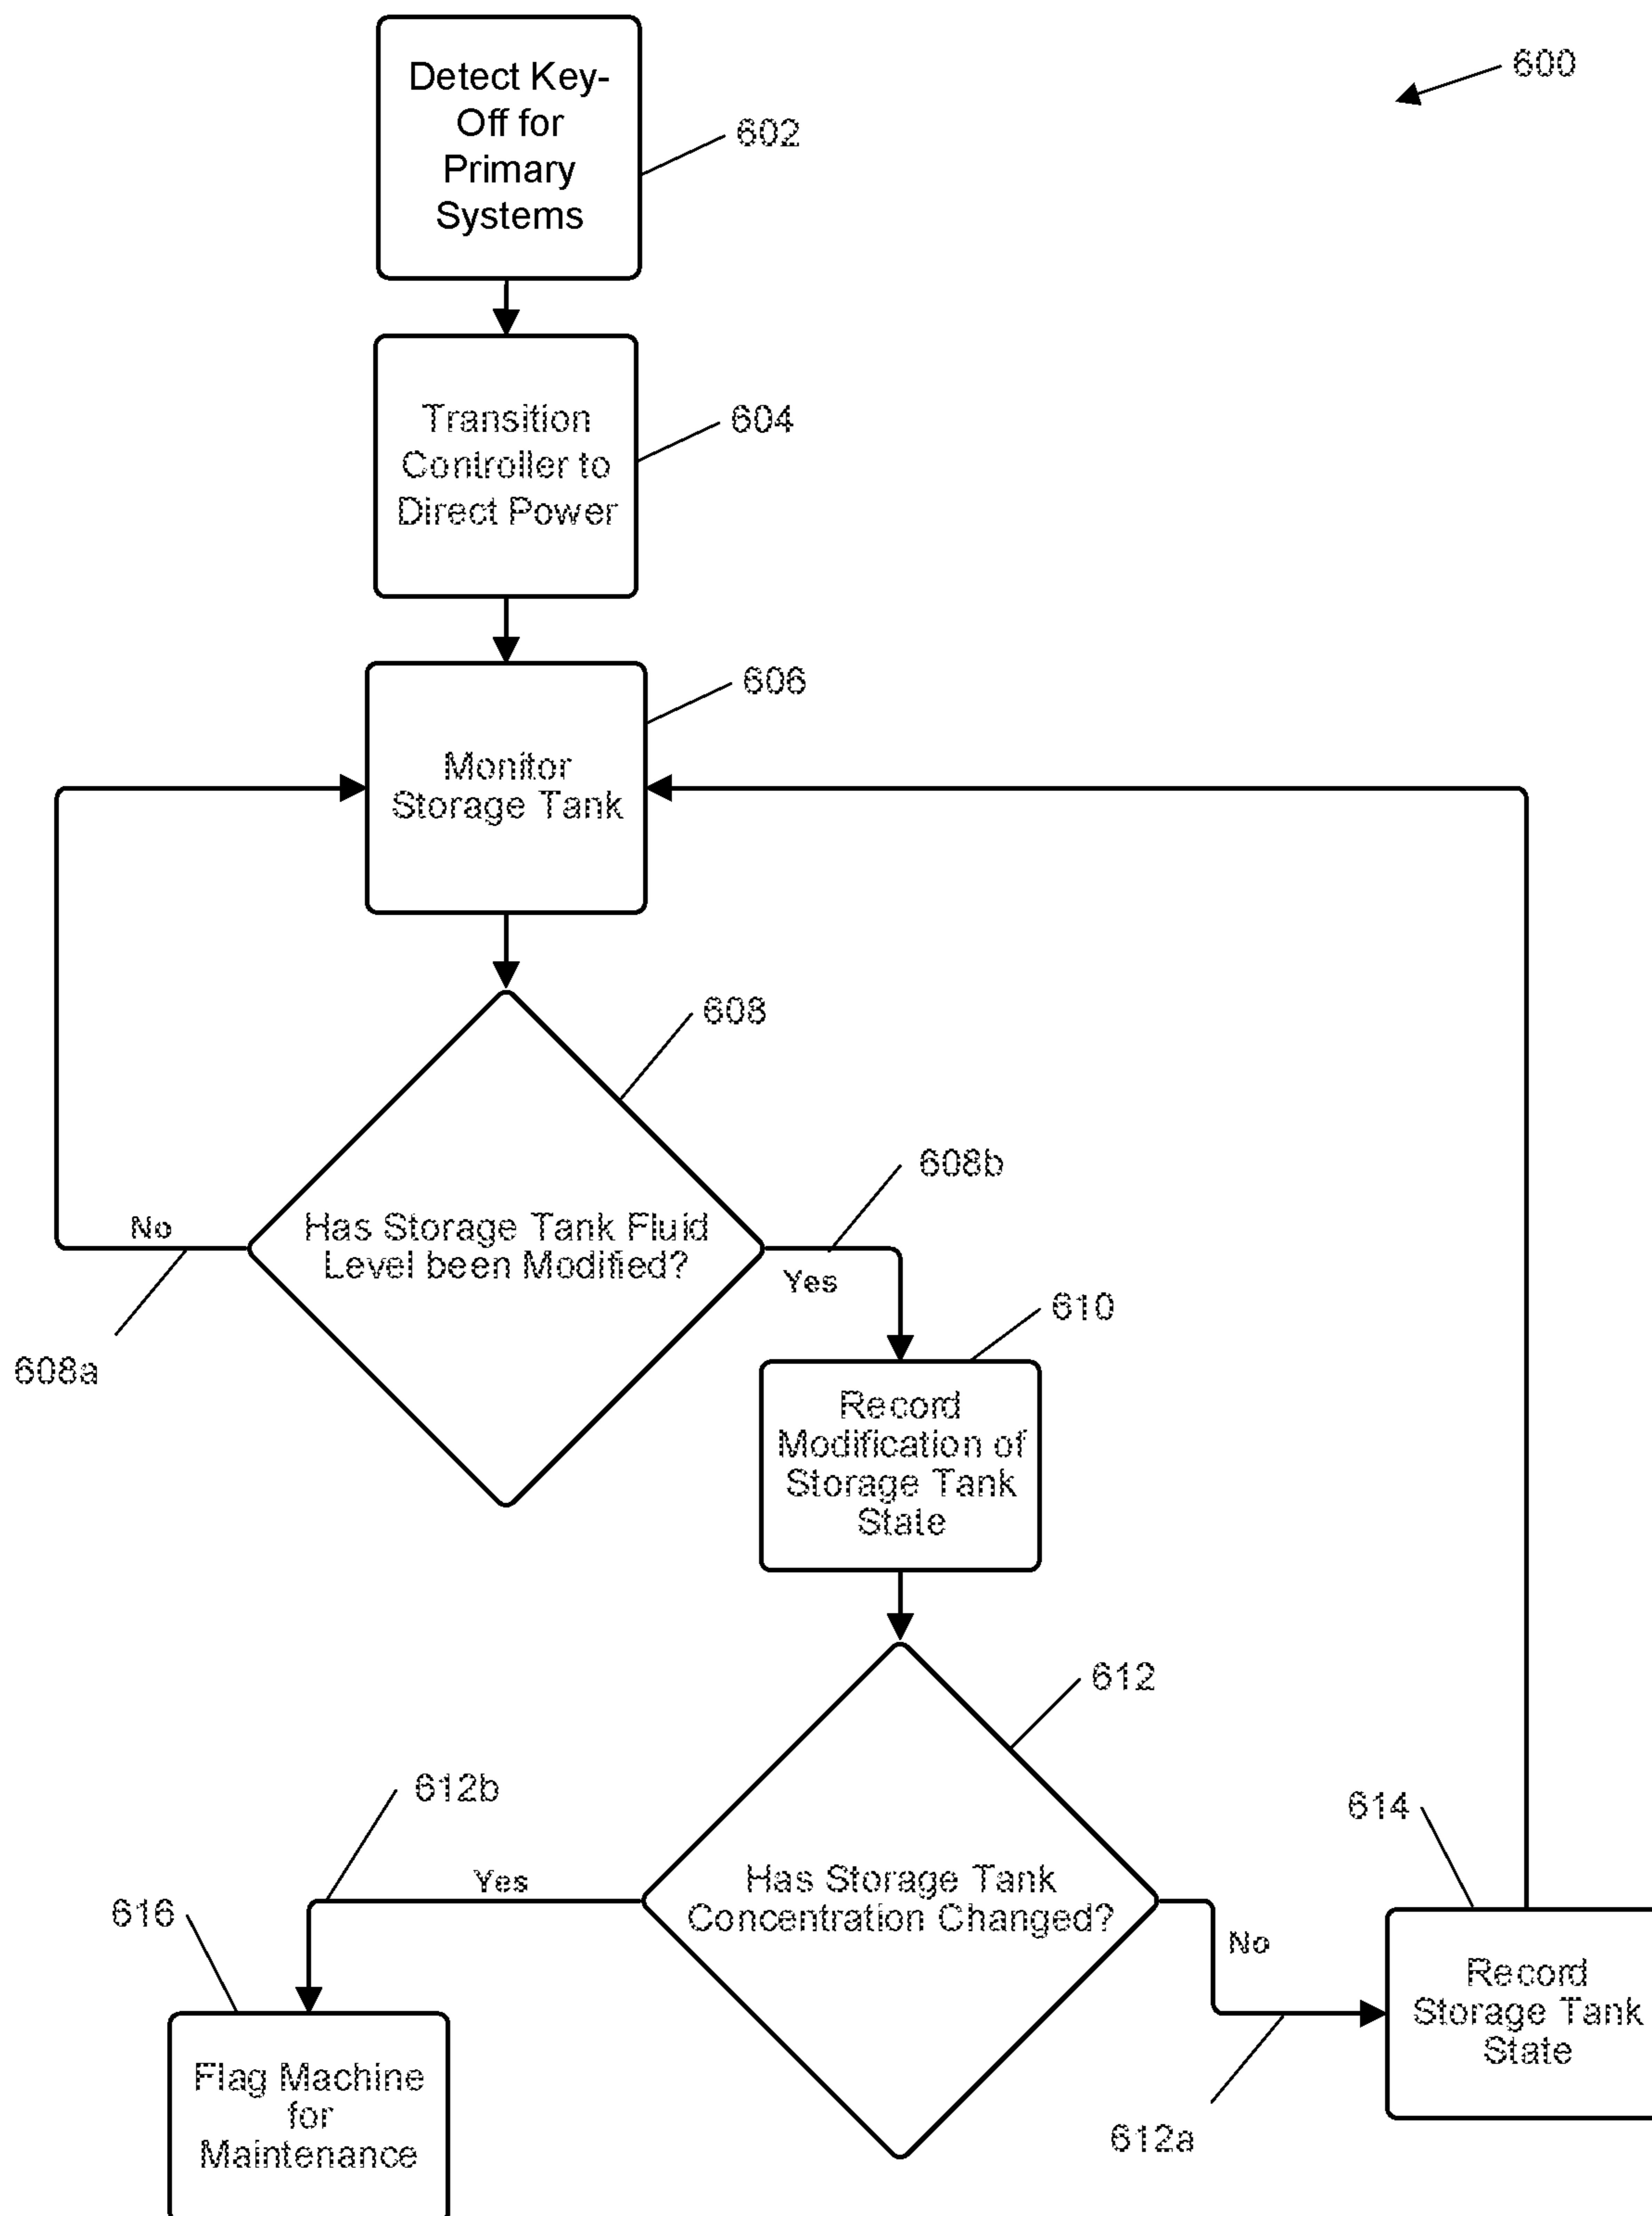 600
Detect Key-
Off for
Primary
Systems
602
Transition
Controller to
Direct Power
604
606
Monitor
Storage Tank
608
608b
No
Has Storage Tank Fluid
Level been Modified?
Yes
608a
610
Record
Modification of
Storage Tank
State
612
612b
614
Yes
Has Storage Tank
Concentration Changed?
616
No
Record
Storage Tank
State
Flag Machine
for
Maintenance
612a